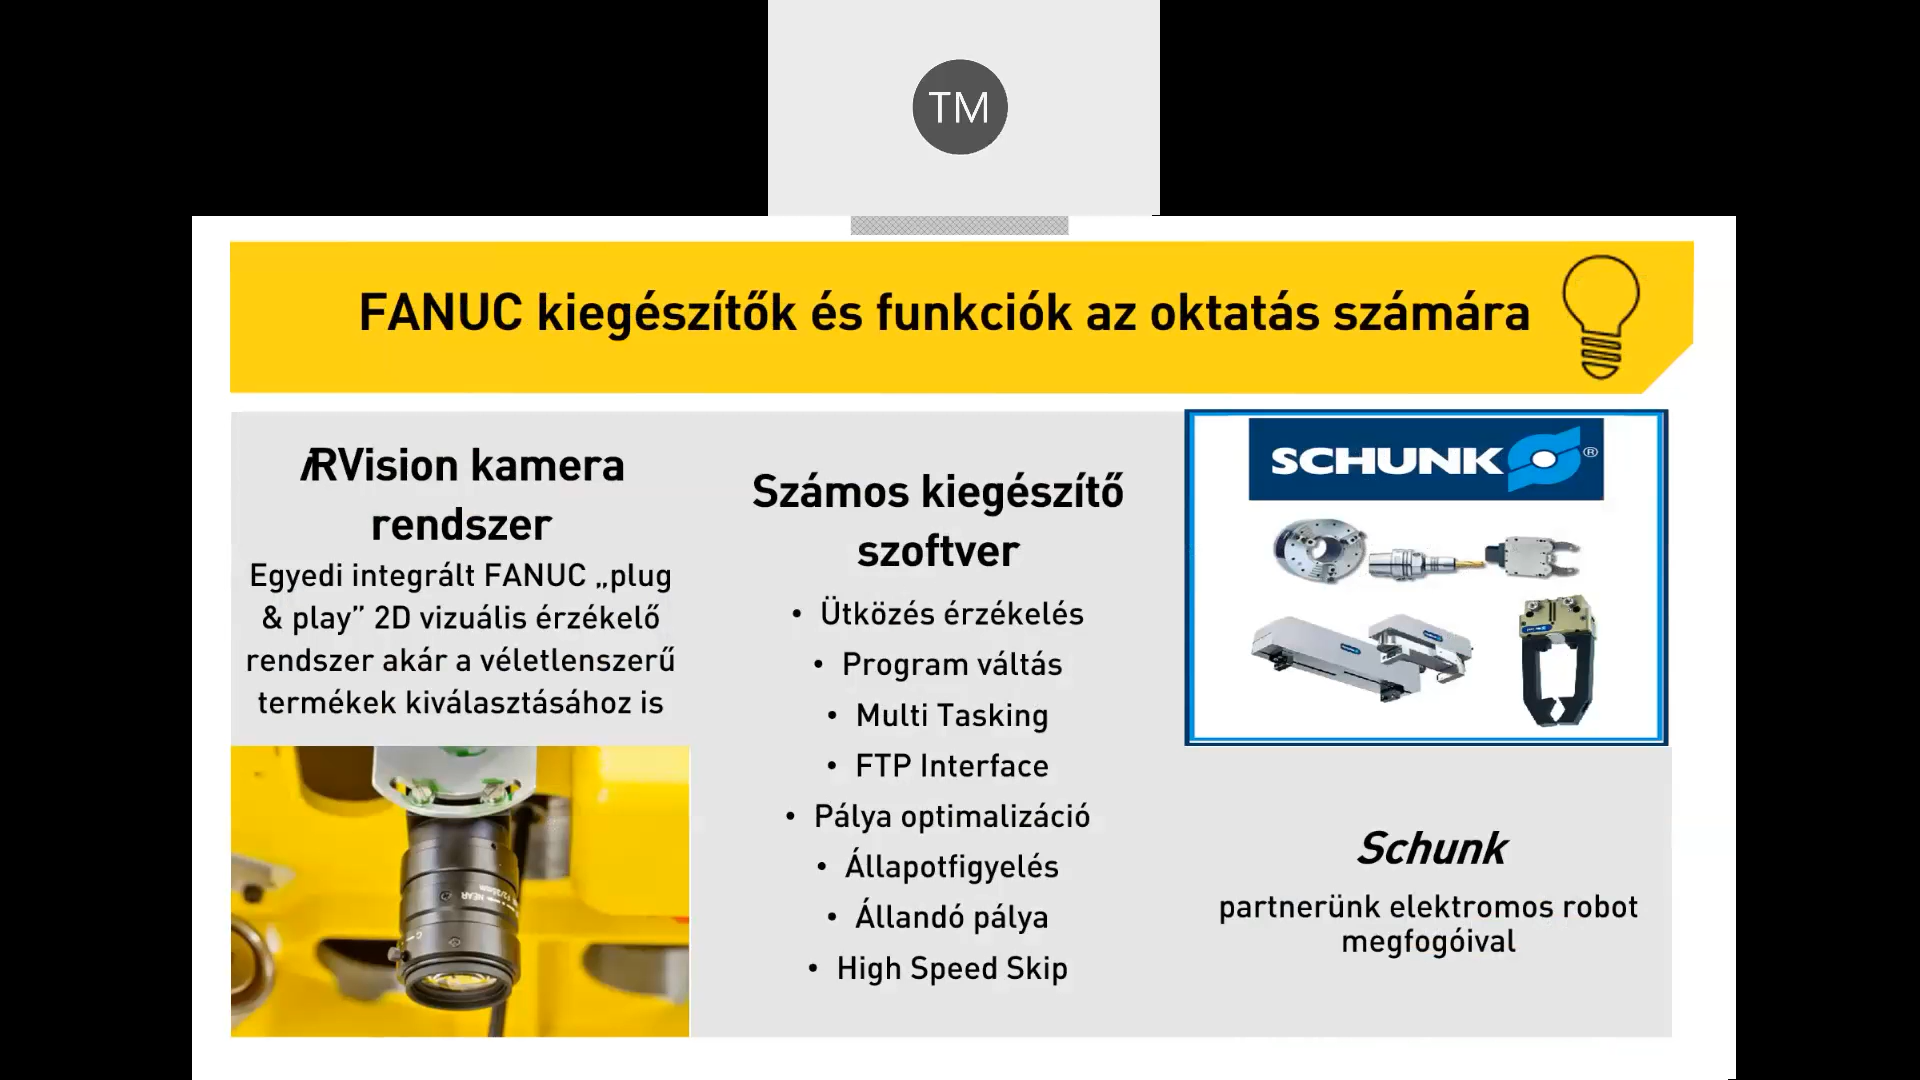 TM
FANUC kiegészítők és funkciók az oktatás számára
iRVision kamera
rendszer
Egyedi integrált FANUC „plug
& play” 2D vizuális érzékelő
rendszer akár a véletlenszerű
termékek kiválasztásához is
NEAR
Számos kiegészítő
szoftver
• Ütközés érzékelés
• Program váltás
• Multi Tasking
• FTP Interface
• Pálya optimalizáció
• Állapotfigyelés
• Állandó pálya
• High Speed Skip
SCHUNK ®
Schunk
partnerünk elektromos robot
megfogóival